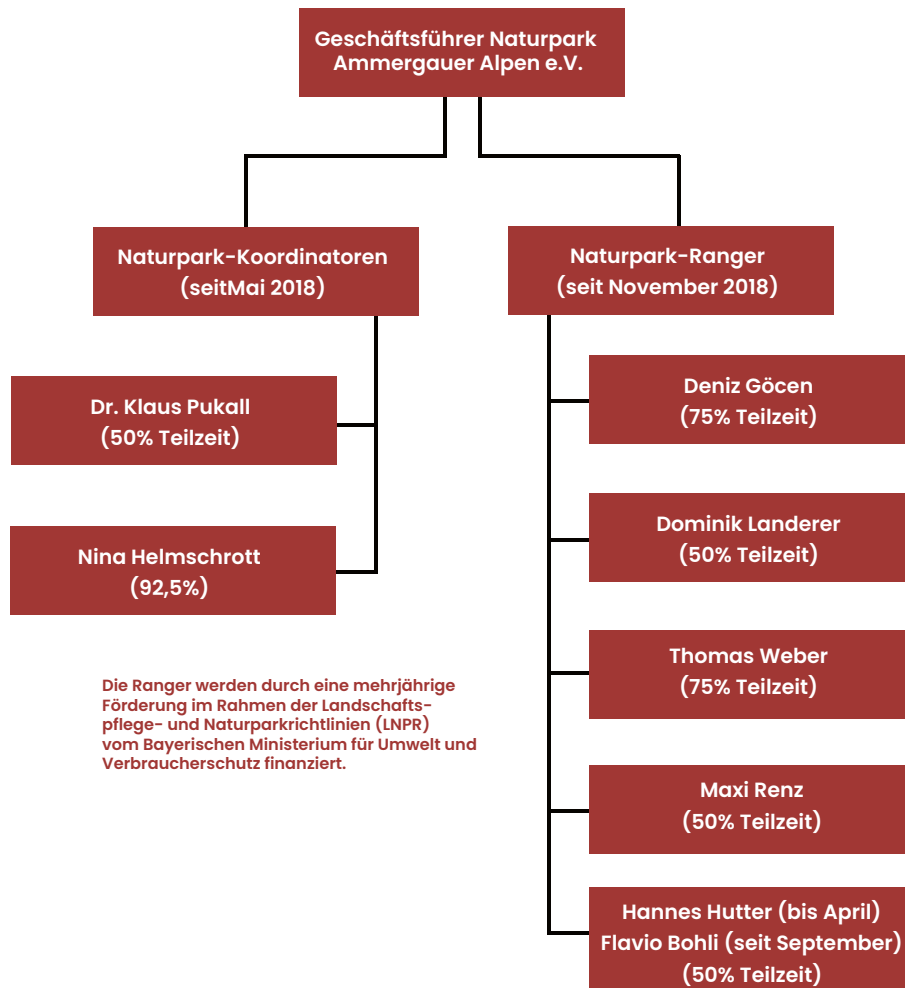 Geschäftsführer Naturpark
Ammergauer Alpen e.V.
Naturpark-Koordinatoren
(seitMai 2018)
Dr. Klaus Pukall
(50% Teilzeit)
Nina Helmschrott
(92,5%)
Naturpark-Ranger
(seit November 2018)
Deniz Göcen
(75% Teilzeit)
Dominik Landerer
(50% Teilzeit)
Thomas Weber
(75% Teilzeit)
Maxi Renz
(50% Teilzeit)
Hannes Hutter (bis April)
Flavio Bohli (seit September)
(50% Teilzeit)
Die Ranger werden durch eine mehrjährige
Förderung im Rahmen der Landschafts-
pflege- und Naturparkrichtlinien (LNPR)
vom Bayerischen Ministerium für Umwelt und
Verbraucherschutz finanziert.